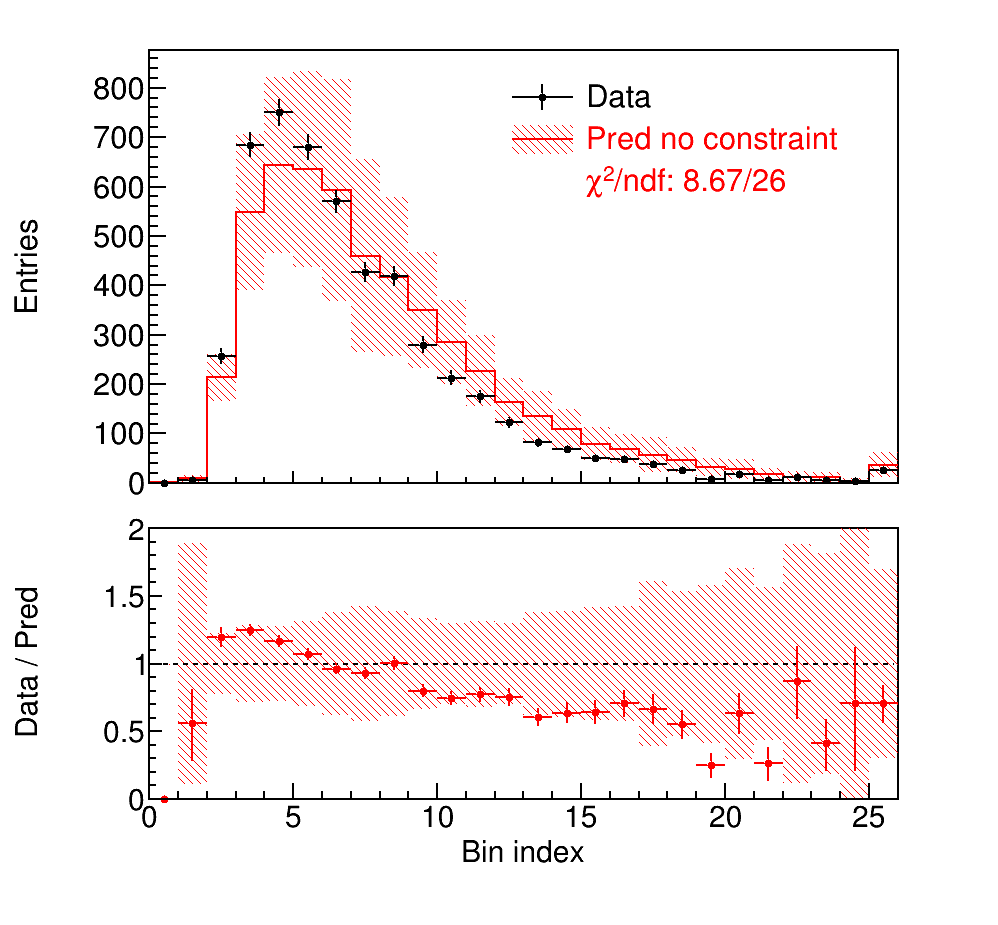 800
700
600
500
400
300
200
100
0
Entries
Data
Pred no constraint
χ²/ndf: 8.67/26
2
1.5
1
0.5
0
Data / Pred
0 5 10 15 20 25
Bin index